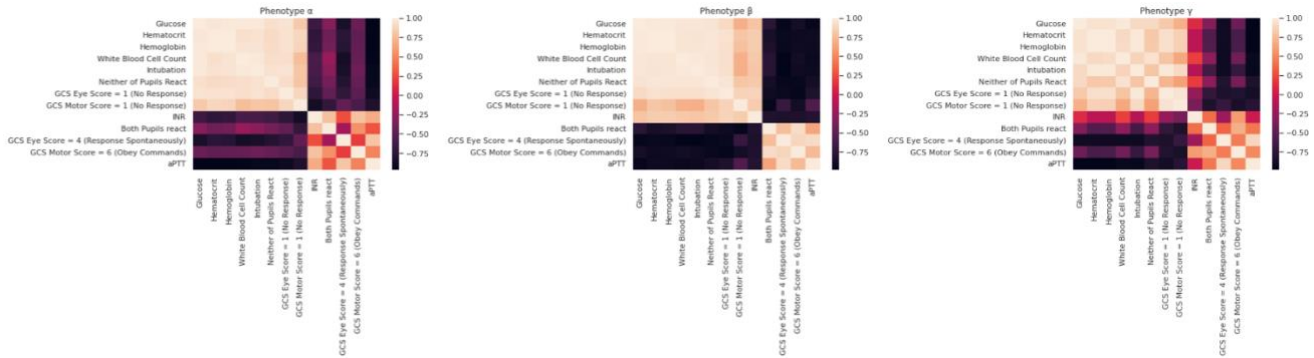 Phenotype α
Glucose
Hematocrit
Hemoglobin
White Blood Cell Count
Intubation
Neither of Pupils React
GCS Eye Score = 1 (No Response)
GCS Motor Score = 1 (No Response)
INR
Both Pupils react
GCS Eye Score = 4 (Response Spontaneously)
GCS Motor Score = 6 (Obey Commands)
aPTT
Glucose
Hematocrit
Hemoglobin
White Blood Cell Count
Intubation
Neither of Pupils React
GCS Eye Score = 1 (No Response)
GCS Motor Score = 1 (No Response)
INR
Both Pupils react
GCS Eye Score = 4 (Response Spontaneously)
GCS Motor Score = 6 (Obey Commands)
aPTT
1.00
0.75
0.50
0.25
0.00
−0.25
−0.50
−0.75
Phenotype β
Glucose
Hematocrit
Hemoglobin
White Blood Cell Count
Intubation
Neither of Pupils React
GCS Eye Score = 1 (No Response)
GCS Motor Score = 1 (No Response)
INR
Both Pupils react
GCS Eye Score = 4 (Response Spontaneously)
GCS Motor Score = 6 (Obey Commands)
aPTT
Glucose
Hematocrit
Hemoglobin
White Blood Cell Count
Intubation
Neither of Pupils React
GCS Eye Score = 1 (No Response)
GCS Motor Score = 1 (No Response)
INR
Both Pupils react
GCS Eye Score = 4 (Response Spontaneously)
GCS Motor Score = 6 (Obey Commands)
aPTT
1.00
0.75
0.50
0.25
0.00
−0.25
−0.50
−0.75
Phenotype γ
Glucose
Hematocrit
Hemoglobin
White Blood Cell Count
Intubation
Neither of Pupils React
GCS Eye Score = 1 (No Response)
GCS Motor Score = 1 (No Response)
INR
Both Pupils react
GCS Eye Score = 4 (Response Spontaneously)
GCS Motor Score = 6 (Obey Commands)
aPTT
Glucose
Hematocrit
Hemoglobin
White Blood Cell Count
Intubation
Neither of Pupils React
GCS Eye Score = 1 (No Response)
GCS Motor Score = 1 (No Response)
INR
Both Pupils react
GCS Eye Score = 4 (Response Spontaneously)
GCS Motor Score = 6 (Obey Commands)
aPTT
1.00
0.75
0.50
0.25
0.00
−0.25
−0.50
−0.75